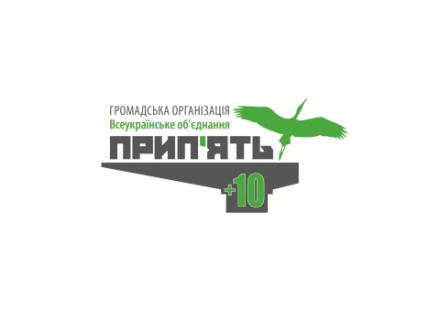 ГРОМАДСЬКА ОРГАНІЗАЦІЯ
Всеукраїнське об'єднання
ПРИП'ЯТЬ
+10